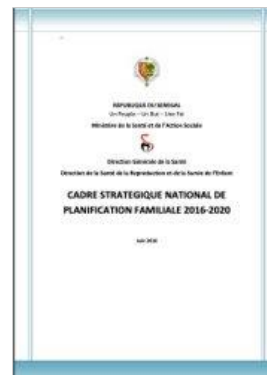 REPUBLIQUE DU SENEGAL
Un Peuple – Un But – Une Foi
Ministère de la Santé et de l'Action Sociale
Direction Générale de la Santé
Direction de la Santé de la Reproduction et de la Survie de l'Enfant
CADRE STRATEGIQUE NATIONAL DE
PLANIFICATION FAMILIALE 2016-2020
2016